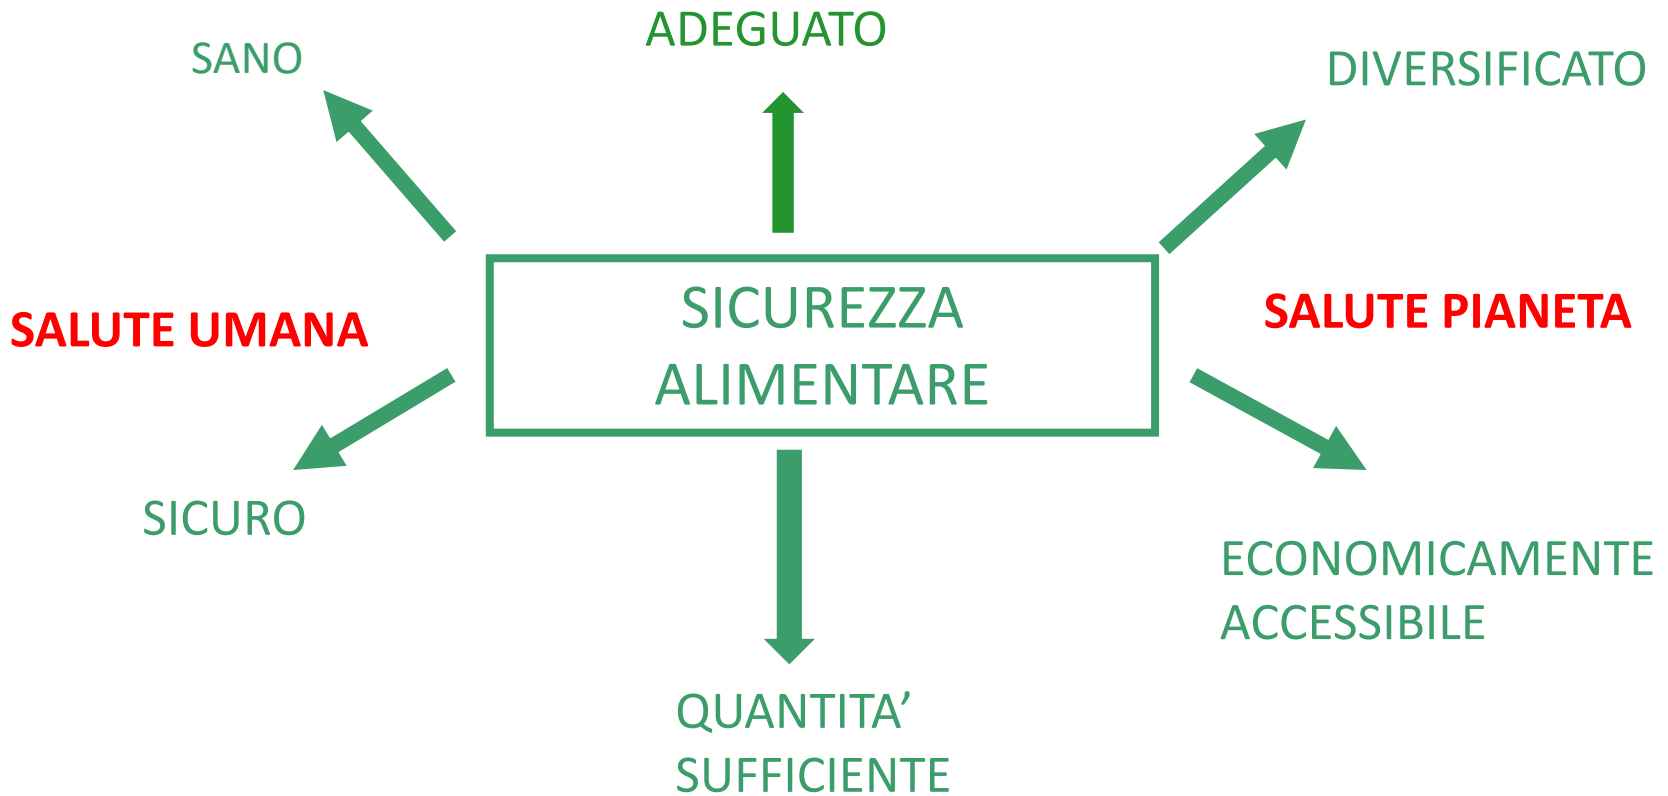 ADEGUATO
SANO
DIVERSIFICATO
SICUREZZA
ALIMENTARE
SALUTE UMANA
SALUTE PIANETA
SICURO
ECONOMICAMENTE
ACCESSIBILE
QUANTITA’
SUFFICIENTE